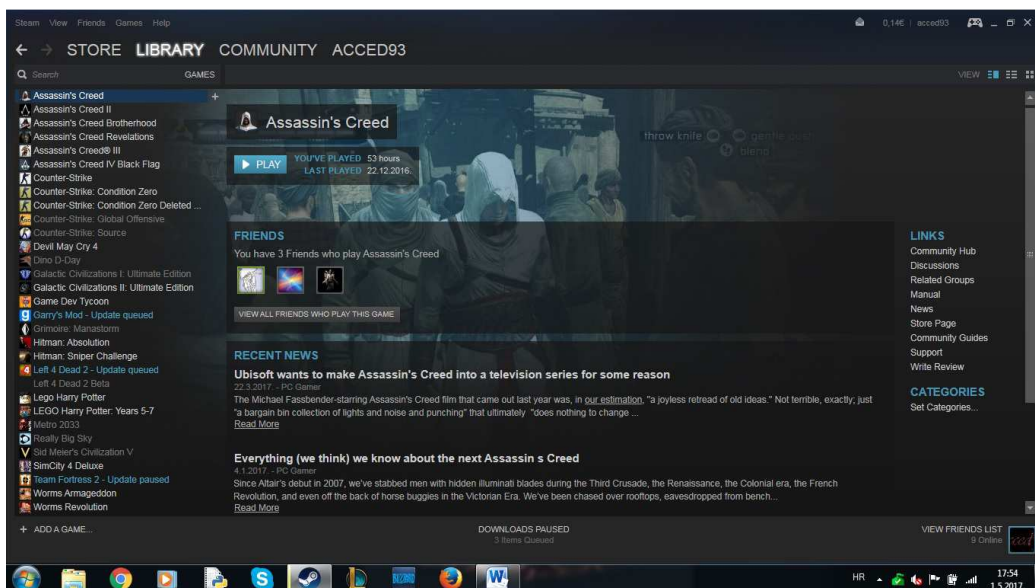 Steam View Friends Games Help
0,14€ | acced93
STORE LIBRARY COMMUNITY ACCED93
Search GAMES
VIEW
Assassin's Creed +
Assassin's Creed II
Assassin's Creed Brotherhood
Assassin's Creed Revelations
Assassin's Creed® III
Assassin's Creed IV Black Flag
Counter-Strike
Counter-Strike: Condition Zero
Counter-Strike: Condition Zero Deleted ...
Counter-Strike: Global Offensive
Counter-Strike: Source
Devil May Cry 4
Dino D-Day
Galactic Civilizations I: Ultimate Edition
Galactic Civilizations II: Ultimate Edition
Game Dev Tycoon
Garry's Mod - Update queued
Grimoire: Manastorm
Hitman: Absolution
Hitman: Sniper Challenge
Left 4 Dead 2 - Update queued
Left 4 Dead 2 Beta
Lego Harry Potter
LEGO Harry Potter: Years 5-7
Metro 2033
Really Big Sky
Sid Meier's Civilization V
SimCity 4 Deluxe
Team Fortress 2 - Update paused
Worms Armageddon
Worms Revolution
+ ADD A GAME...
Assassin's Creed
throw knife
gentle push
blend
PLAY
YOU'VE PLAYED 53 hours
LAST PLAYED 22.12.2016.
FRIENDS
You have 3 Friends who play Assassin's Creed
VIEW ALL FRIENDS WHO PLAY THIS GAME
RECENT NEWS
Ubisoft wants to make Assassin's Creed into a television series for some reason
22.3.2017. - PC Gamer
The Michael Fassbender-starring Assassin's Creed film that came out last year was, in our estimation, "a joyless retread of old ideas." Not terrible, exactly; just
"a bargain bin collection of lights and noise and punching" that ultimately "does nothing to change ...
Read More
Everything (we think) we know about the next Assassin s Creed
4.1.2017. - PC Gamer
Since Altair's debut in 2007, we've stabbed men with hidden illuminati blades during the Third Crusade, the Renaissance, the Colonial era, the French
Revolution, and even off the back of horse buggies in the Victorian Era. We've been chased over rooftops, eavesdropped from bench...
Read More
LINKS
Community Hub
Discussions
Related Groups
Manual
News
Store Page
Community Guides
Support
Write Review
CATEGORIES
Set Categories...
DOWNLOADS PAUSED
3 Items Queued
VIEW FRIENDS LIST
9 Online
HR
17:54
1.5.2017